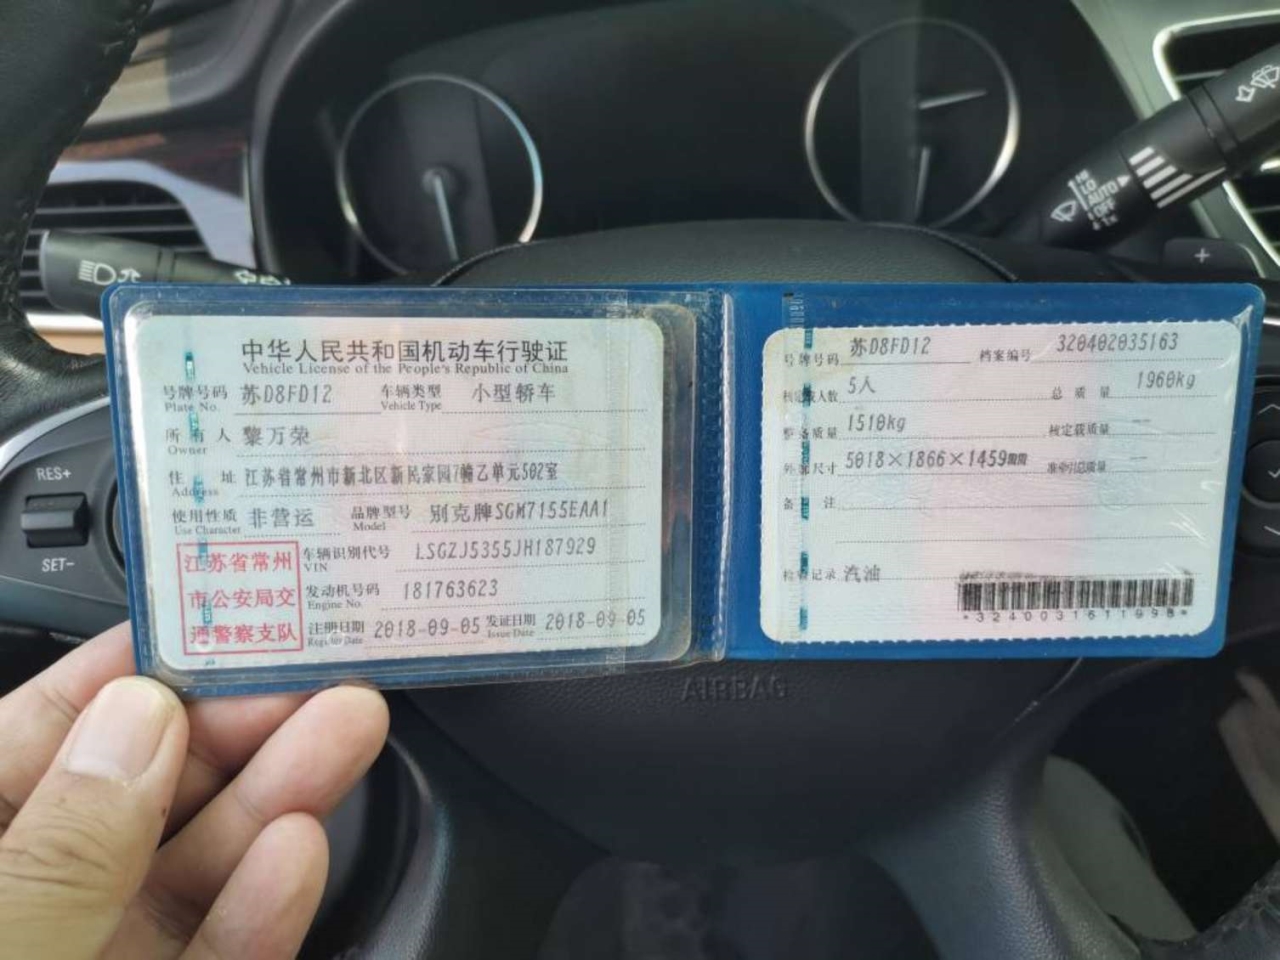 中华人民共和国机动车行驶证
Vehicle License of the People's Republic of China
号牌号码 苏D8FD12 车辆类型 小型轿车
Plate No. Vehicle Type
所有人 黎万荣
Owner
住址 江苏省常州市新北区新民家园7幢乙单元502室
Address
使用性质 非营运 品牌型号 别克牌SGM7155EAA1
Use Character Model
江苏省常州
市公安局交
通警察支队
车辆识别代号 LSGZJ5355JH187929
VIN
发动机号码 181763623
Engine No.
注册日期 2018-09-05 发证日期 2018-09-05
Register Date Issue Date
号牌号码 苏D8FD12 档案编号 320402035163
核定载人数 5人 总质量 1960kg
整备质量 1510kg 核定载质量 --
外廓尺寸 5018×1866×1459 准牵引总质量 --
备注
检验记录 汽油
*3240031611998*
RES+
SET-
AIRBAG
HI
LO
AUTO
OFF
1x
+